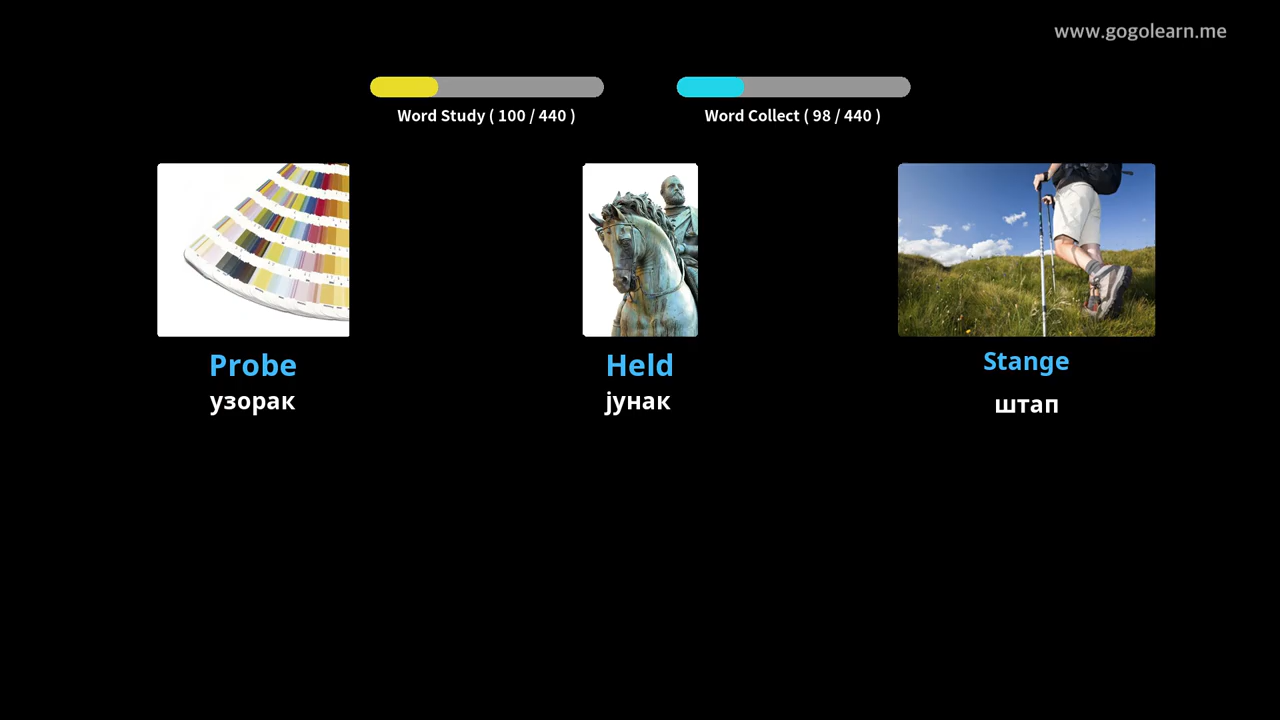 www.gogolearn.me
Word Study ( 100 / 440 )
Word Collect ( 98 / 440 )
Probe
узорак
Held
јунак
Stange
штап